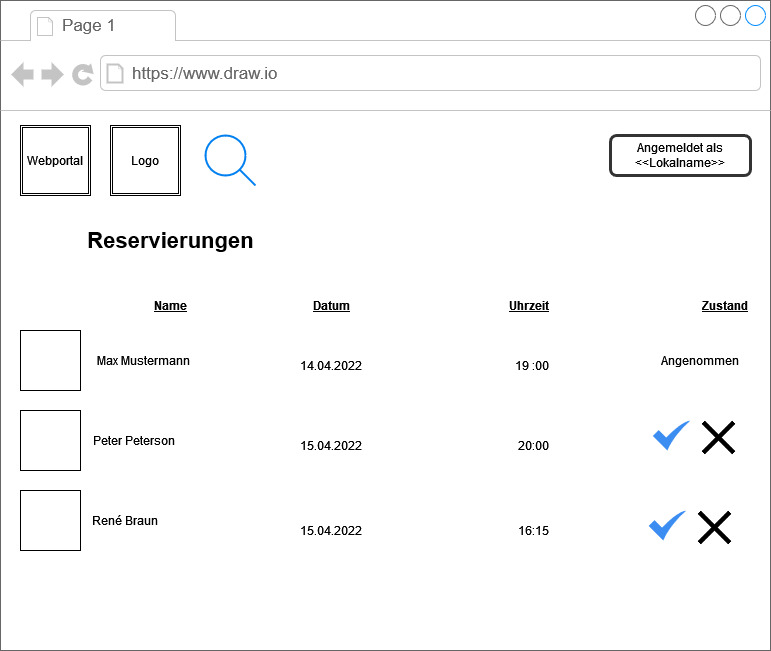 Page 1
https://www.draw.io
Webportal
Logo
Angemeldet als
<<Lokalname>>
Reservierungen
Name Datum Uhrzeit Zustand
Max Mustermann 14.04.2022 19 :00 Angenommen
Peter Peterson 15.04.2022 20:00
René Braun 15.04.2022 16:15